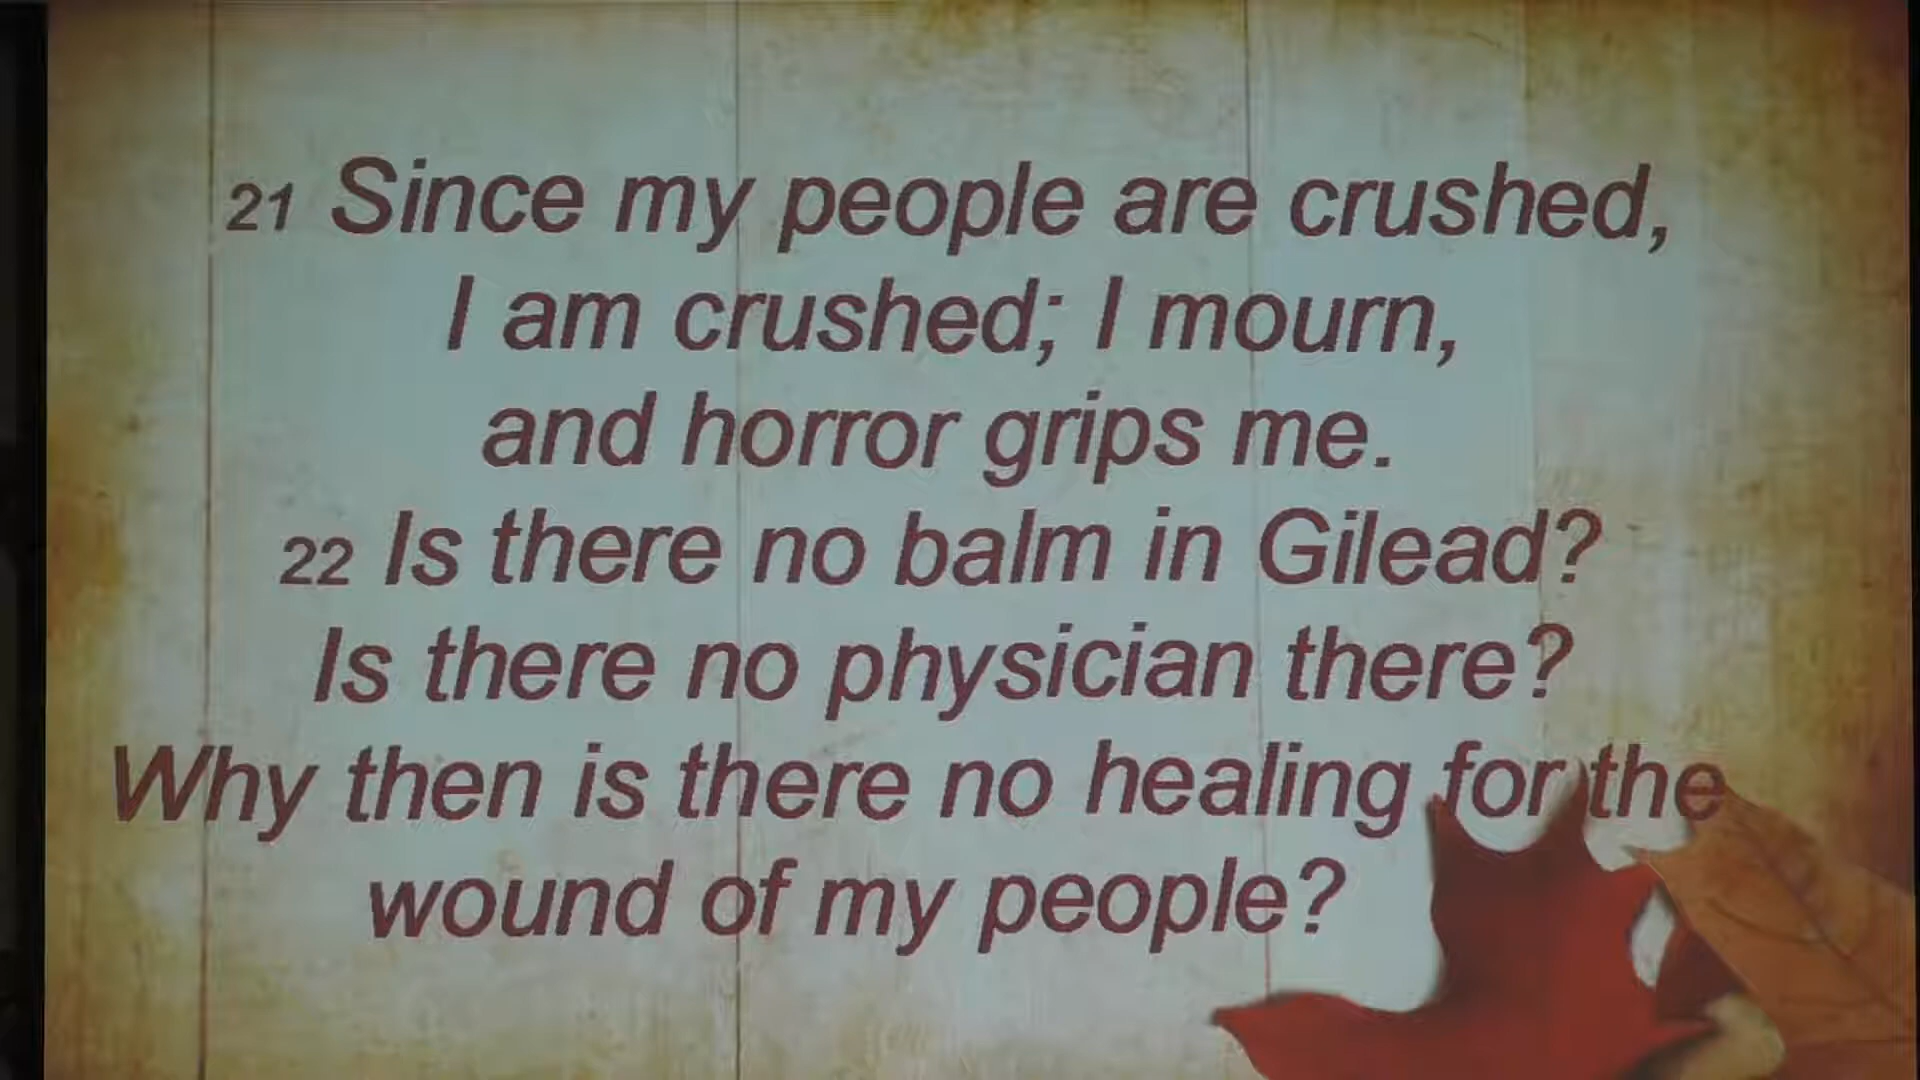 21 Since my people are crushed,
I am crushed; I mourn,
and horror grips me.
22 Is there no balm in Gilead?
Is there no physician there?
Why then is there no healing for the
wound of my people?